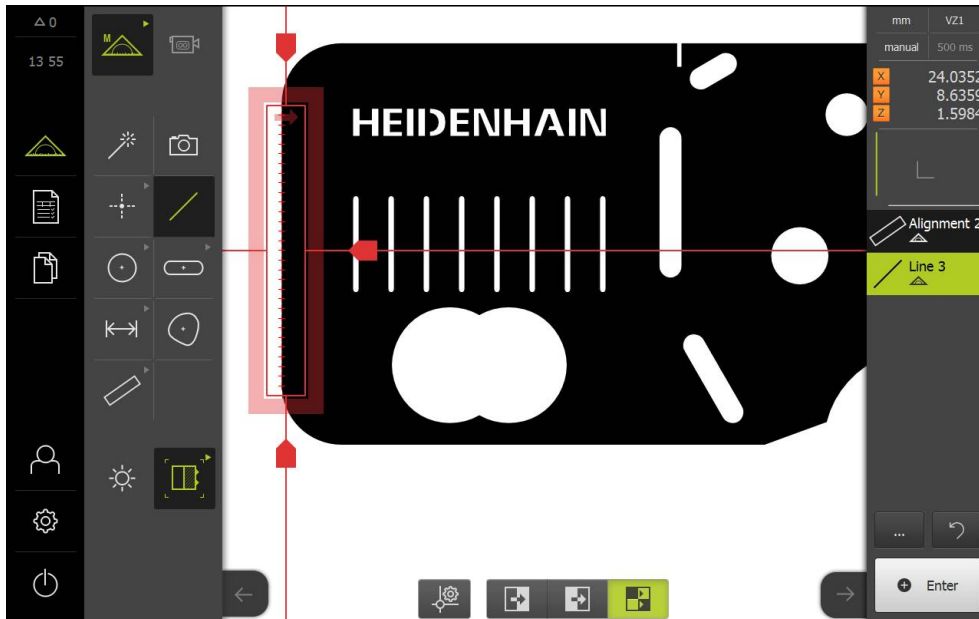 0
13 55
M
HEIDENHAIN
mm
VZ1
manual
500 ms
X 24.0352
Y 8.6359
Z 1.5984
Alignment 2
Line 3
...
Enter